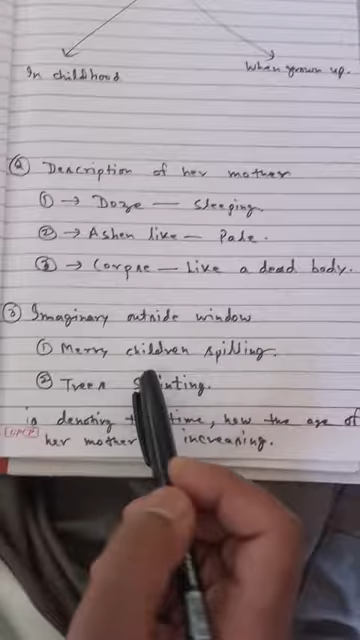 In childhood
When grown up.
② Description of her mother
① → Doze — sleeping.
② → Ashen like — Pale.
③ → Corpse — Like a dead body.
③ Imaginary outside window
① Merry children spilling.
② Trees
is denoting time, how the age of
her mother increasing.